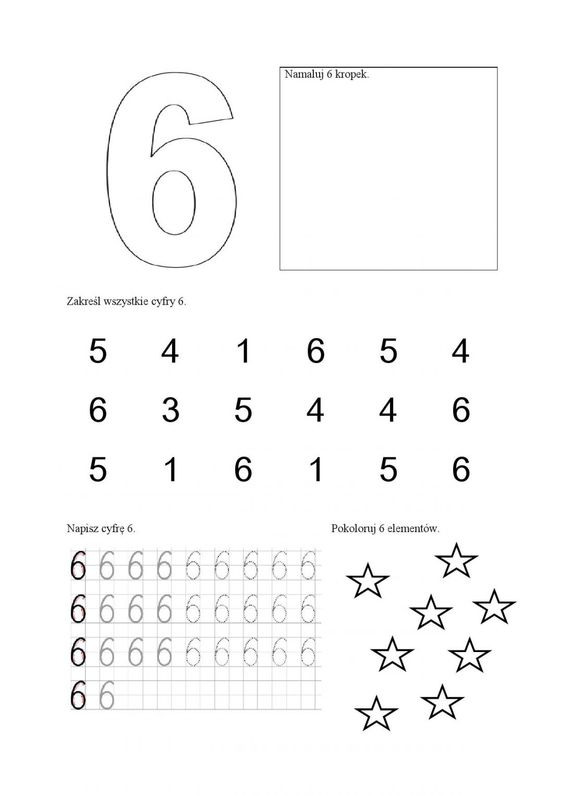 6
Namaluj 6 kropek.
Zakreśl wszystkie cyfry 6.
5 4 1 6 5 4
6 3 5 4 4 6
5 1 6 1 5 6
Napisz cyfrę 6.
Pokoloruj 6 elementów.
6 6 6 6 6 6 6 6 6
6 6 6 6 6 6 6 6 6
6 6 6 6 6 6 6 6 6
6 6